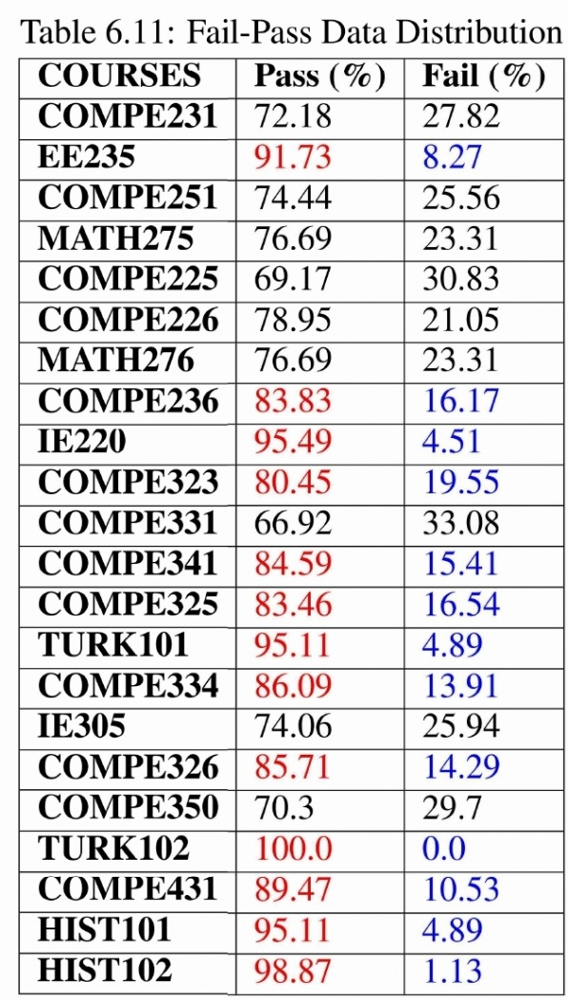 Table 6.11: Fail-Pass Data Distribution
COURSES Pass (%) Fail (%)
COMPE231 72.18 27.82
EE235 91.73 8.27
COMPE251 74.44 25.56
MATH275 76.69 23.31
COMPE225 69.17 30.83
COMPE226 78.95 21.05
MATH276 76.69 23.31
COMPE236 83.83 16.17
IE220 95.49 4.51
COMPE323 80.45 19.55
COMPE331 66.92 33.08
COMPE341 84.59 15.41
COMPE325 83.46 16.54
TURK101 95.11 4.89
COMPE334 86.09 13.91
IE305 74.06 25.94
COMPE326 85.71 14.29
COMPE350 70.3 29.7
TURK102 100.0 0.0
COMPE431 89.47 10.53
HIST101 95.11 4.89
HIST102 98.87 1.13